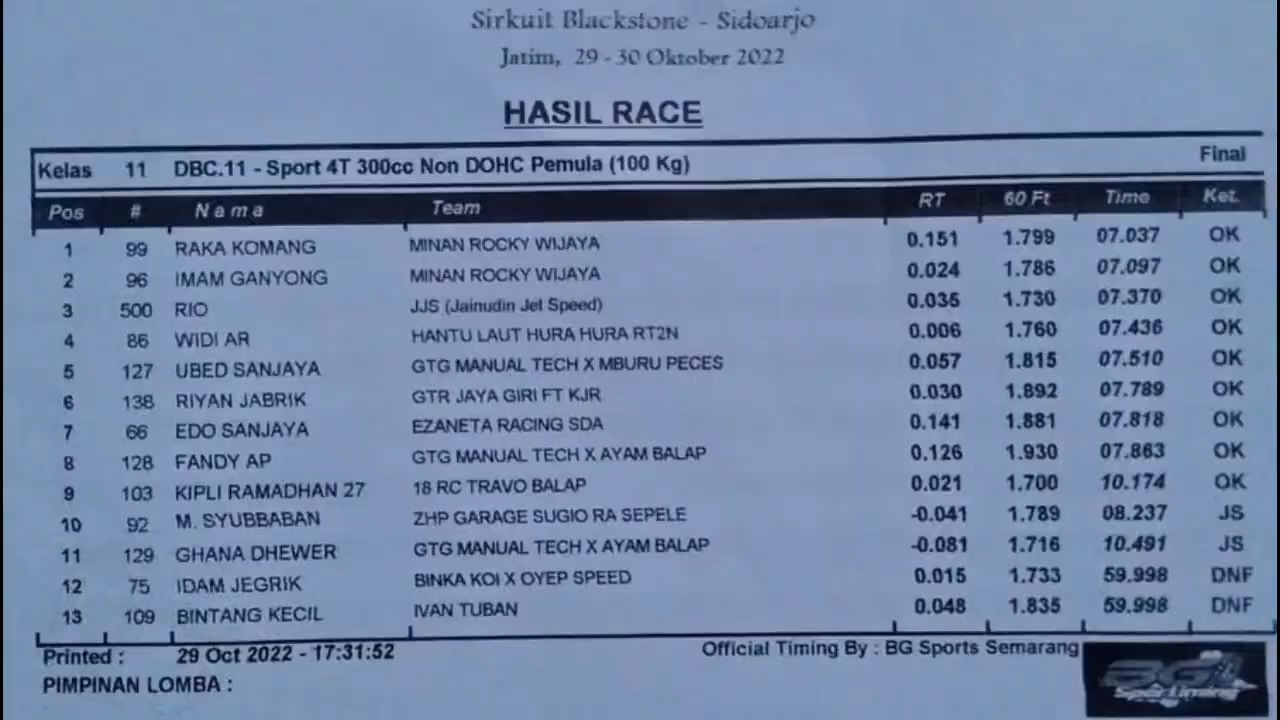 Sirkuit Blackstone - Sidoarjo
Jatim, 29 - 30 Oktober 2022
HASIL RACE
Kelas 11 DBC.11 - Sport 4T 300cc Non DOHC Pemula (100 Kg) Final
Pos # Nama Team RT 60 Ft Time Ket.
1 99 RAKA KOMANG MINAN ROCKY WIJAYA 0.151 1.799 07.037 OK
2 96 IMAM GANYONG MINAN ROCKY WIJAYA 0.024 1.786 07.097 OK
3 500 RIO JJS (Jainudin Jet Speed) 0.035 1.730 07.370 OK
4 86 WIDI AR HANTU LAUT HURA HURA RT2N 0.006 1.760 07.436 OK
5 127 UBED SANJAYA GTG MANUAL TECH X MBURU PECES 0.057 1.815 07.510 OK
6 138 RIYAN JABRIK GTR JAYA GIRI FT KJR 0.030 1.892 07.789 OK
7 66 EDO SANJAYA EZANETA RACING SDA 0.141 1.881 07.818 OK
8 128 FANDY AP GTG MANUAL TECH X AYAM BALAP 0.126 1.930 07.863 OK
9 103 KIPLI RAMADHAN 27 18 RC TRAVO BALAP 0.021 1.700 10.174 OK
10 92 M. SYUBBABAN ZHP GARAGE SUGIO RA SEPELE -0.041 1.789 08.237 JS
11 129 GHANA DHEWER GTG MANUAL TECH X AYAM BALAP -0.081 1.716 10.491 JS
12 75 IDAM JEGRIK BINKA KOI X OYEP SPEED 0.015 1.733 59.998 DNF
13 109 BINTANG KECIL IVAN TUBAN 0.048 1.835 59.998 DNF
Printed : 29 Oct 2022 - 17:31:52 Official Timing By : BG Sports Semarang
PIMPINAN LOMBA :